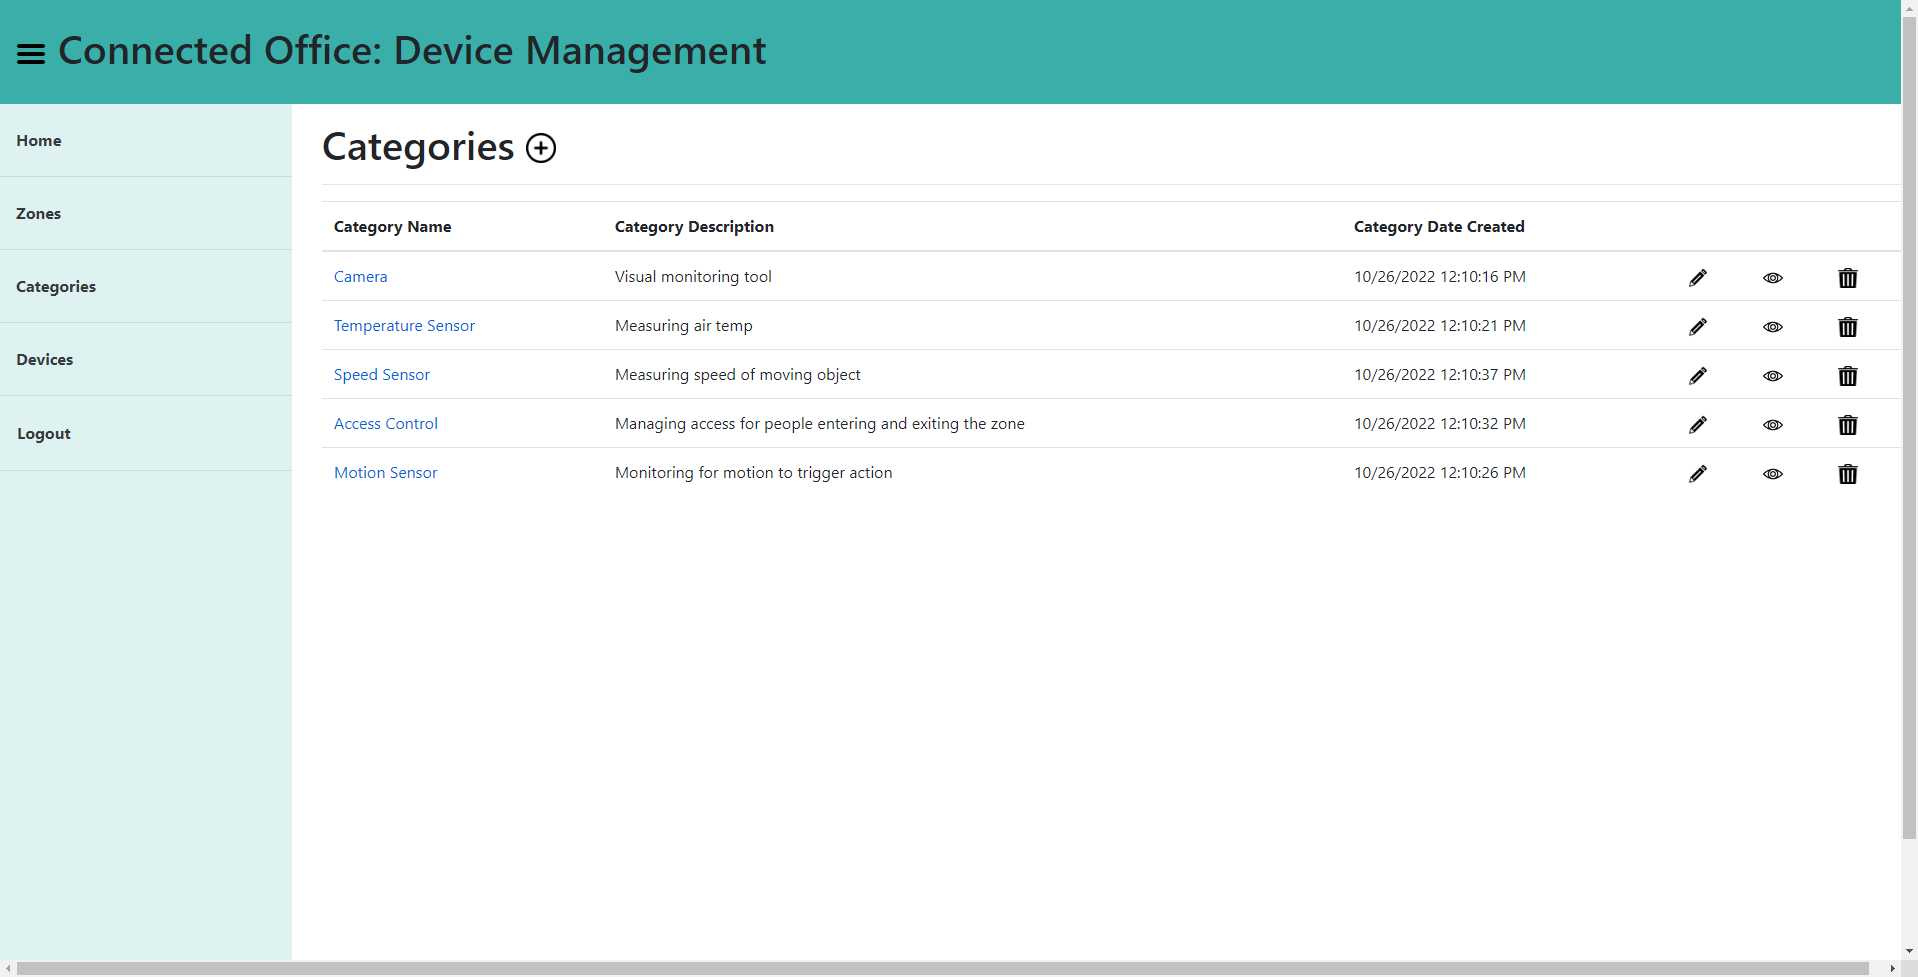 Connected Office: Device Management
Home
Zones
Categories
Devices
Logout
Categories
Category Name Category Description Category Date Created
Camera Visual monitoring tool 10/26/2022 12:10:16 PM
Temperature Sensor Measuring air temp 10/26/2022 12:10:21 PM
Speed Sensor Measuring speed of moving object 10/26/2022 12:10:37 PM
Access Control Managing access for people entering and exiting the zone 10/26/2022 12:10:32 PM
Motion Sensor Monitoring for motion to trigger action 10/26/2022 12:10:26 PM